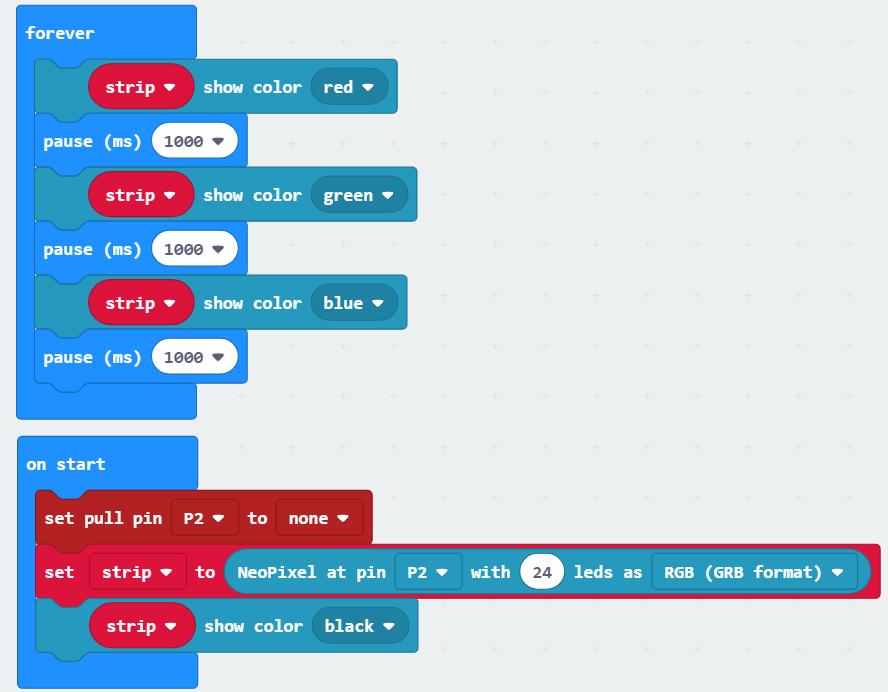 forever
strip show color red
pause (ms) 1000
strip show color green
pause (ms) 1000
strip show color blue
pause (ms) 1000
on start
set pull pin P2 to none
set strip to NeoPixel at pin P2 with 24 leds as RGB (GRB format)
strip show color black